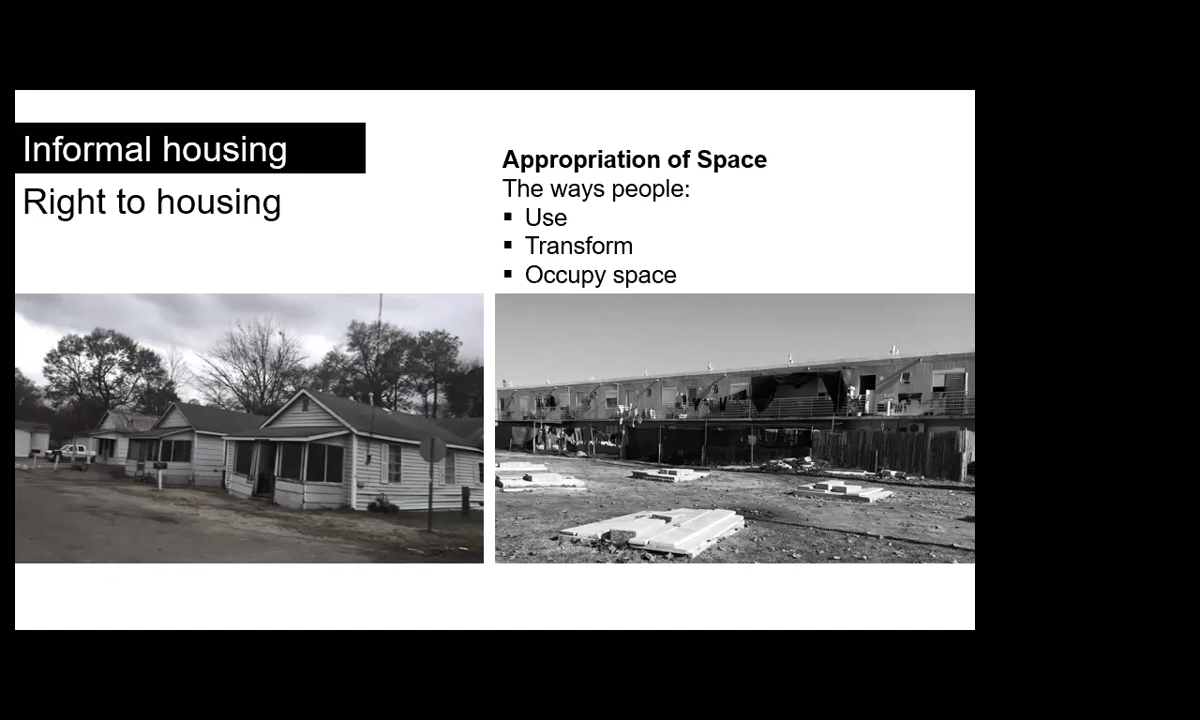 Informal housing
Right to housing
Appropriation of Space
The ways people:
▪ Use
▪ Transform
▪ Occupy space